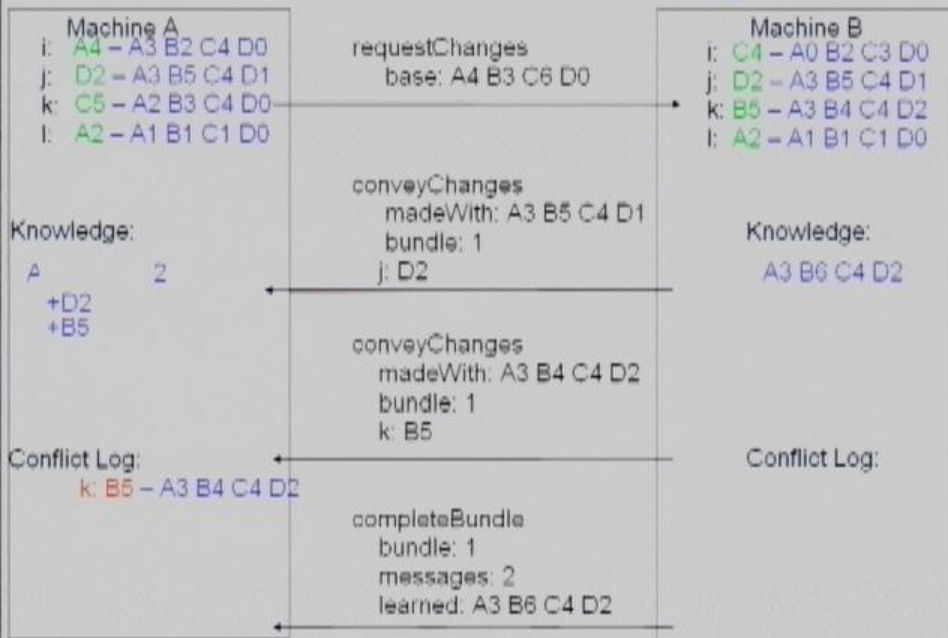 Machine A
i: A4 – A3 B2 C4 D0
j: D2 – A3 B5 C4 D1
k: C5 – A2 B3 C4 D0
l: A2 – A1 B1 C1 D0
Knowledge:
A 2
+D2
+B5
Conflict Log:
k: B5 – A3 B4 C4 D2
requestChanges
base: A4 B3 C6 D0
conveyChanges
madeWith: A3 B5 C4 D1
bundle: 1
j: D2
conveyChanges
madeWith: A3 B4 C4 D2
bundle: 1
k: B5
completeBundle
bundle: 1
messages: 2
learned: A3 B6 C4 D2
Machine B
i: C4 – A0 B2 C3 D0
j: D2 – A3 B5 C4 D1
k: B5 – A3 B4 C4 D2
l: A2 – A1 B1 C1 D0
Knowledge:
A3 B6 C4 D2
Conflict Log: